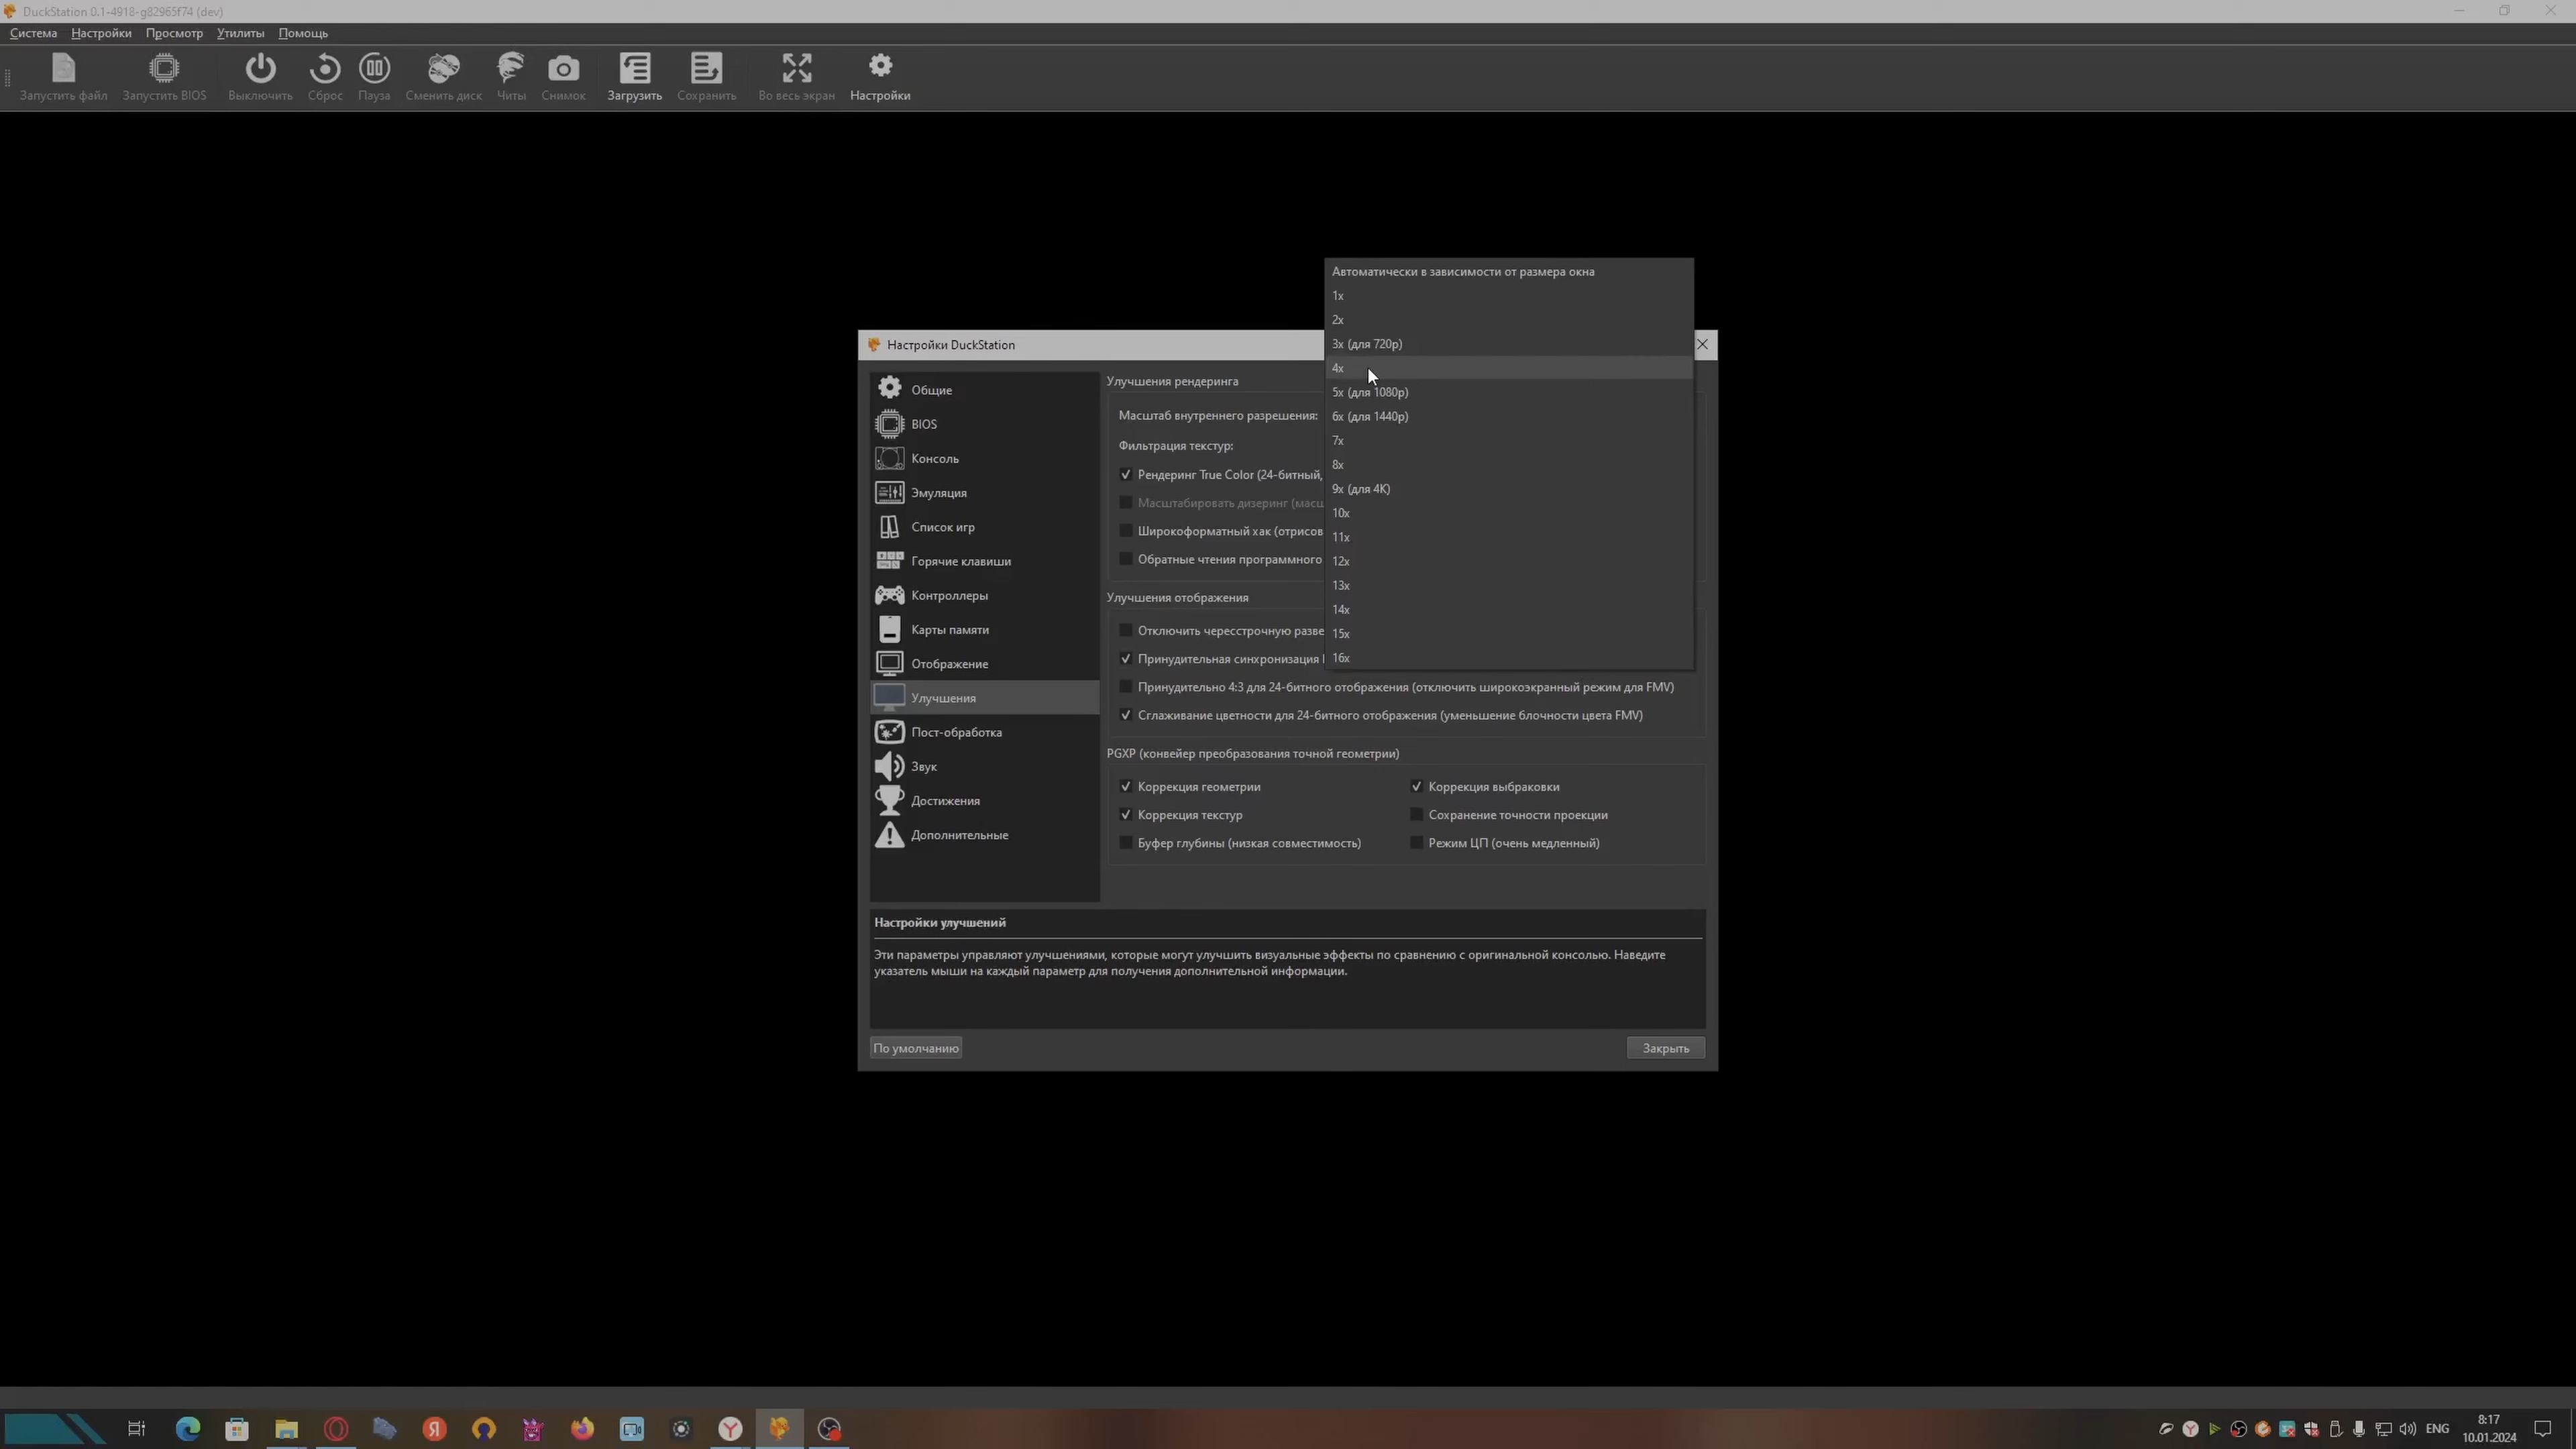 DuckStation 0.1-4918-g82965f74 (dev)
Система Настройки Просмотр Утилиты Помощь
Запустить файл Запустить BIOS Выключить Сброс Пауза Сменить диск Читы Снимок Загрузить Сохранить Во весь экран Настройки
Автоматически в зависимости от размера окна
1x
2x
3x (для 720p)
4x
5x (для 1080p)
6x (для 1440p)
7x
8x
9x (для 4K)
10x
11x
12x
13x
14x
15x
16x
Настройки DuckStation
Общие
BIOS
Консоль
Эмуляция
Список игр
Горячие клавиши
Контроллеры
Карты памяти
Отображение
Улучшения
Пост-обработка
Звук
Достижения
Дополнительные
Улучшения рендеринга
Масштаб внутреннего разрешения:
Фильтрация текстур:
Рендеринг True Color (24-битный,
Масштабировать дизеринг (масш
Широкоформатный хак (отрисов
Обратные чтения программного
Улучшения отображения
Отключить чересстрочную разве
Принудительная синхронизация
Принудительно 4:3 для 24-битного отображения (отключить широкоэкранный режим для FMV)
Сглаживание цветности для 24-битного отображения (уменьшение блочности цвета FMV)
PGXP (конвейер преобразования точной геометрии)
Коррекция геометрии Коррекция выбраковки
Коррекция текстур Сохранение точности проекции
Буфер глубины (низкая совместимость) Режим ЦП (очень медленный)
Настройки улучшений
Эти параметры управляют улучшениями, которые могут улучшить визуальные эффекты по сравнению с оригинальной консолью. Наведите
указатель мыши на каждый параметр для получения дополнительной информации.
По умолчанию Закрыть
ENG
8:17
10.01.2024